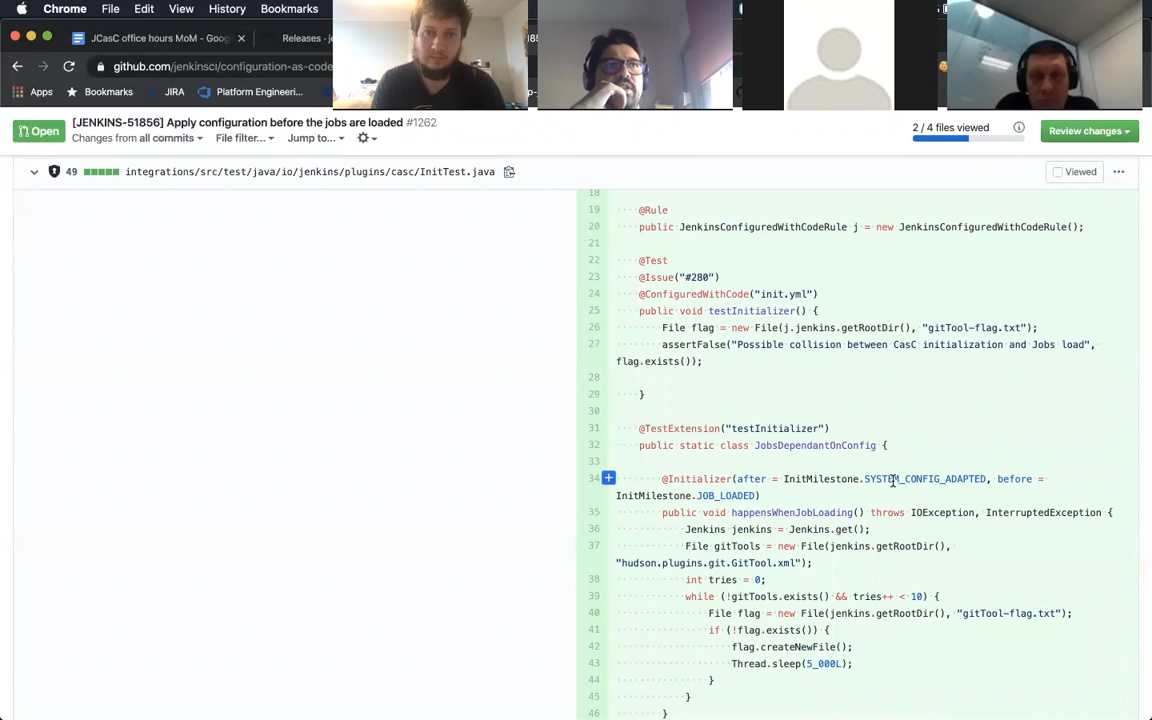 Chrome File Edit View History Bookmarks
JCasC office hours MoM - Goog
Releases · je
github.com/jenkinsci/configuration-as-code
Apps Bookmarks JIRA Platform Engineeri...
Open [JENKINS-51856] Apply configuration before the jobs are loaded #1262
Changes from all commits File filter... Jump to...
2 / 4 files viewed
Review changes
49 integrations/src/test/java/io/jenkins/plugins/casc/InitTest.java
Viewed
18
19 @Rule
20 public JenkinsConfiguredWithCodeRule j = new JenkinsConfiguredWithCodeRule();
21
22 @Test
23 @Issue("#280")
24 @ConfiguredWithCode("init.yml")
25 public void testInitializer() {
26 File flag = new File(j.jenkins.getRootDir(), "gitTool-flag.txt");
27 assertFalse("Possible collision between CasC initialization and Jobs load",
flag.exists());
28
29 }
30
31 @TestExtension("testInitializer")
32 public static class JobsDependantOnConfig {
33
34 @Initializer(after = InitMilestone.SYSTEM_CONFIG_ADAPTED, before =
InitMilestone.JOB_LOADED)
35 public void happensWhenJobLoading() throws IOException, InterruptedException {
36 Jenkins jenkins = Jenkins.get();
37 File gitTools = new File(jenkins.getRootDir(),
"hudson.plugins.git.GitTool.xml");
38 int tries = 0;
39 while (!gitTools.exists() && tries++ < 10) {
40 File flag = new File(jenkins.getRootDir(), "gitTool-flag.txt");
41 if (!flag.exists()) {
42 flag.createNewFile();
43 Thread.sleep(5_000L);
44 }
45 }
46 }